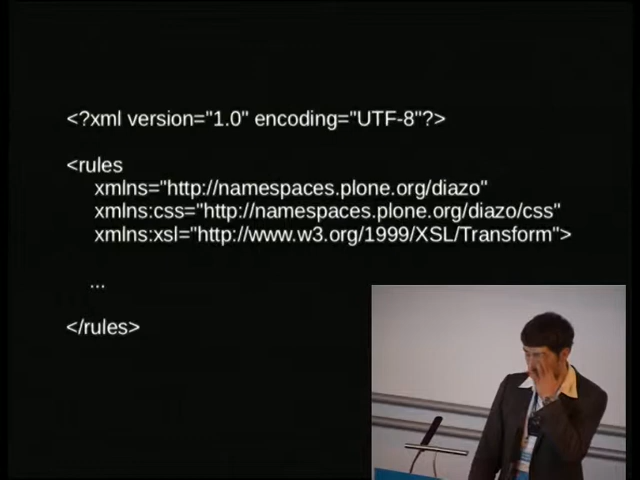 <?xml version="1.0" encoding="UTF-8"?>
<rules
xmlns="http://namespaces.plone.org/diazo"
xmlns:css="http://namespaces.plone.org/diazo/css"
xmlns:xsl="http://www.w3.org/1999/XSL/Transform">
...
</rules>